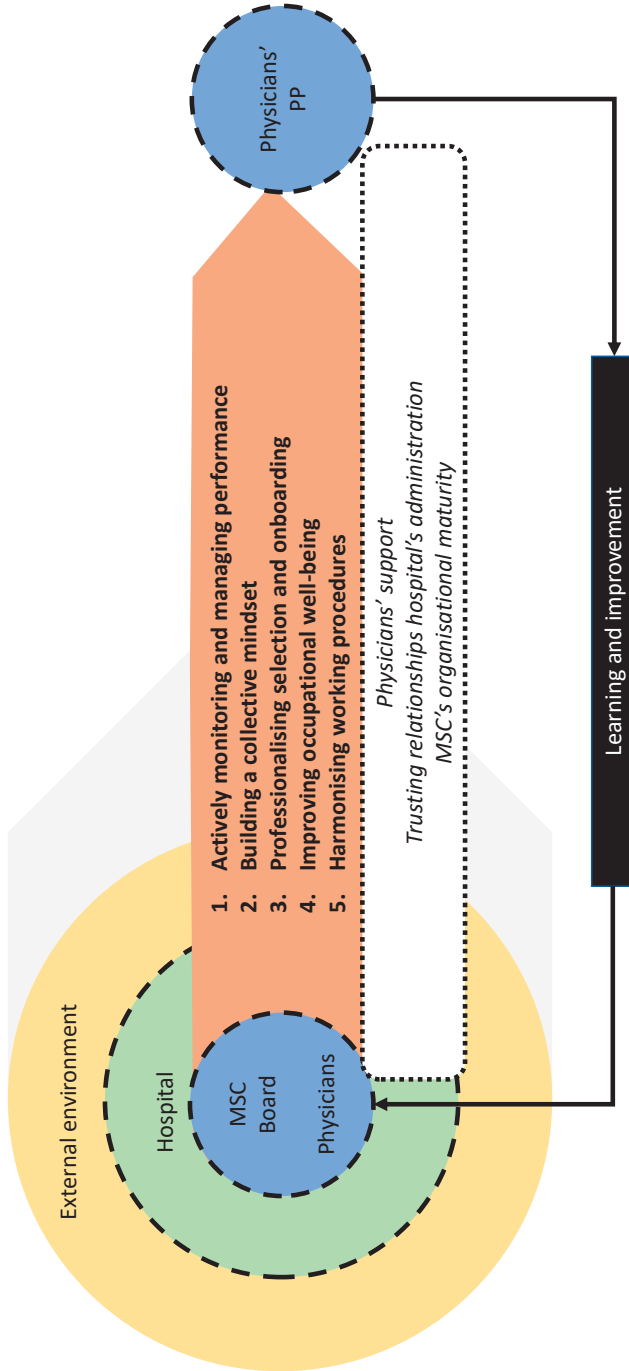 External environment
Hospital
MSC
Board
Physicians
1. Actively monitoring and managing performance
2. Building a collective mindset
3. Professionalising selection and onboarding
4. Improving occupational well-being
5. Harmonising working procedures
Physicians’ support
Trusting relationships hospital’s administration
MSC’s organisational maturity
Physicians’
PP
Learning and improvement